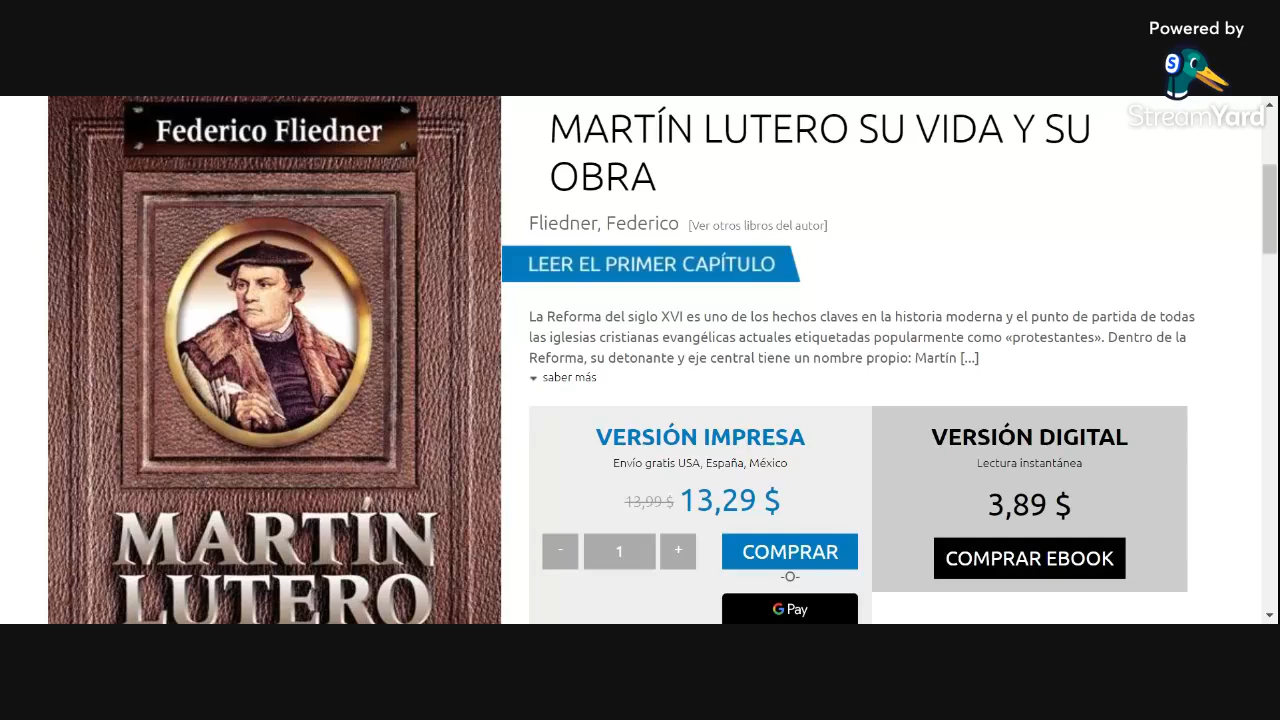 Powered by
S
StreamYard
Federico Fliedner
MARTÍN
LUTERO
MARTÍN LUTERO SU VIDA Y SU
OBRA
Fliedner, Federico [Ver otros libros del autor]
LEER EL PRIMER CAPÍTULO
La Reforma del siglo XVI es uno de los hechos claves en la historia moderna y el punto de partida de todas
las iglesias cristianas evangélicas actuales etiquetadas popularmente como «protestantes». Dentro de la
Reforma, su detonante y eje central tiene un nombre propio: Martín [...]
saber más
VERSIÓN IMPRESA
Envío gratis USA, España, México
13,99 $ 13,29 $
- 1 +
COMPRAR
-O-
G Pay
VERSIÓN DIGITAL
Lectura instantánea
3,89 $
COMPRAR EBOOK